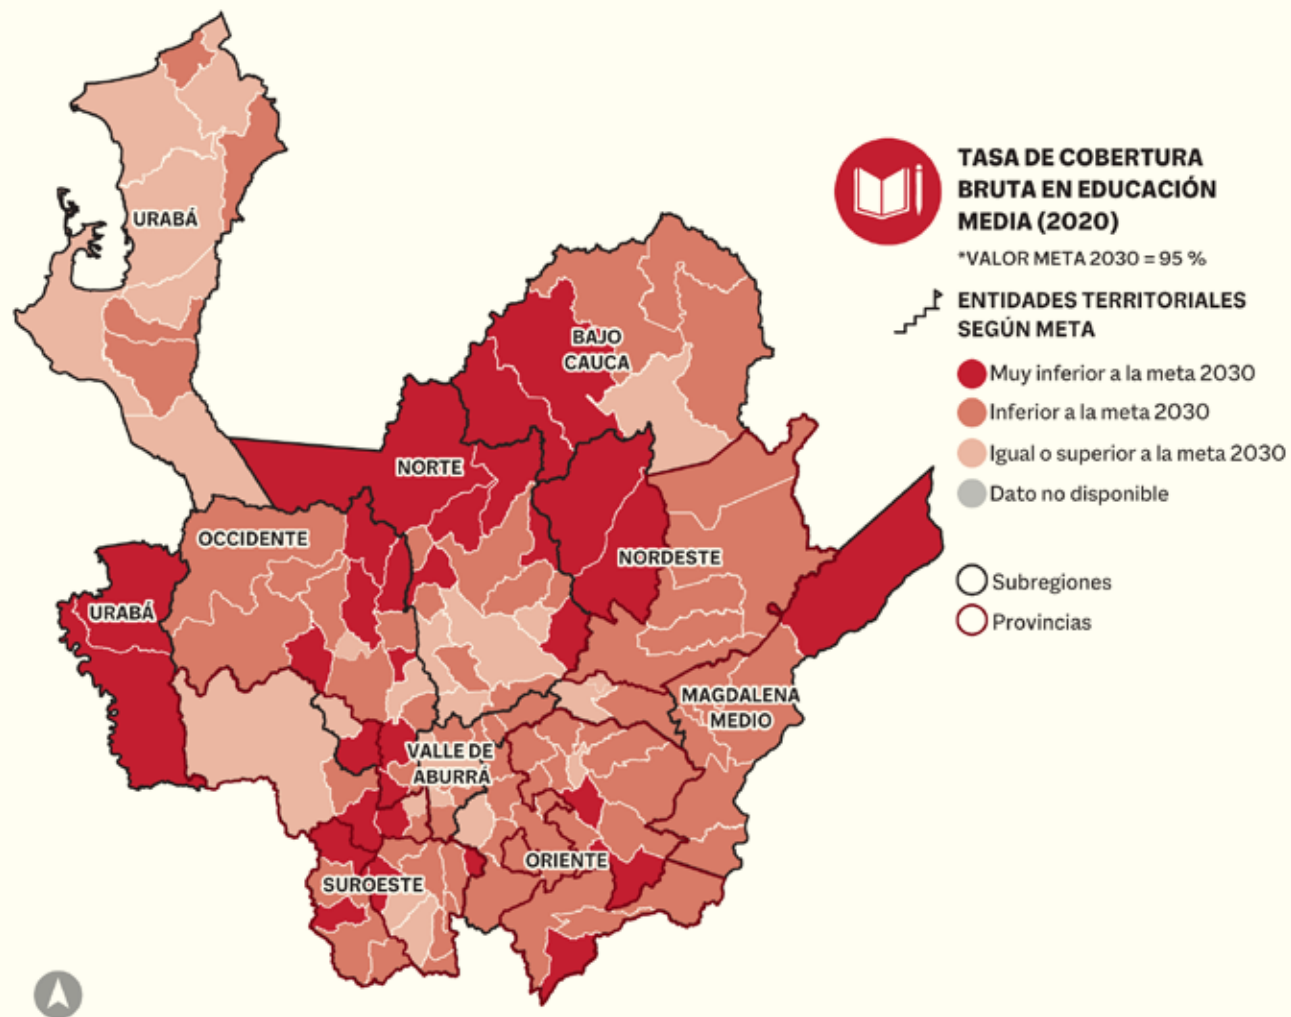 TASA DE COBERTURA
BRUTA EN EDUCACIÓN
MEDIA (2020)
*VALOR META 2030 = 95 %
ENTIDADES TERRITORIALES
SEGÚN META
Muy inferior a la meta 2030
Inferior a la meta 2030
Igual o superior a la meta 2030
Dato no disponible
Subregiones
Provincias
URABÁ
BAJO
CAUCA
NORTE
OCCIDENTE
NORDESTE
URABÁ
MAGDALENA
MEDIO
VALLE DE
ABURRÁ
ORIENTE
SUROESTE